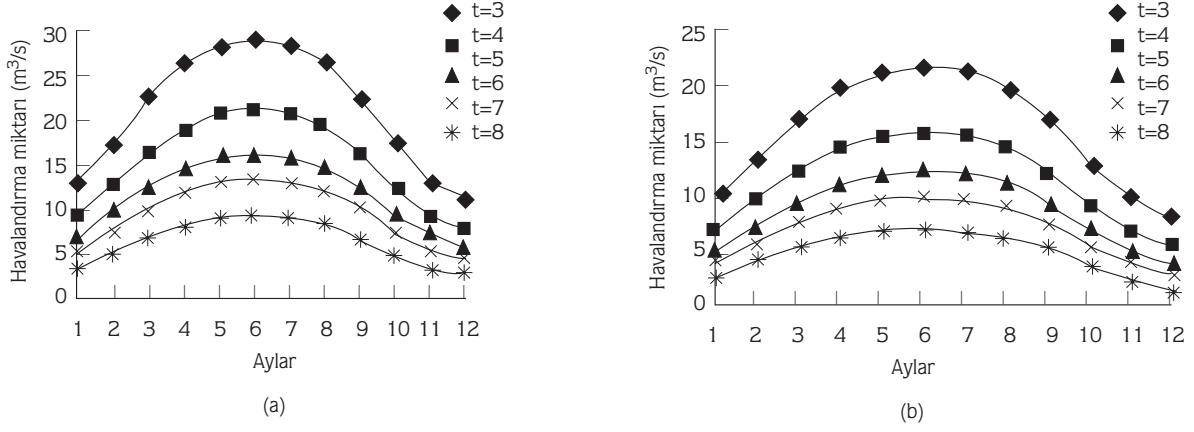 Havalandırma miktarı (m³/s)
30
25
20
15
10
5
0
1 2 3 4 5 6 7 8 9 10 11 12
Aylar
(a)
t=3
t=4
t=5
t=6
t=7
t=8
Havalandırma miktarı (m³/s)
25
20
15
10
5
0
1 2 3 4 5 6 7 8 9 10 11 12
Aylar
(b)
t=3
t=4
t=5
t=6
t=7
t=8